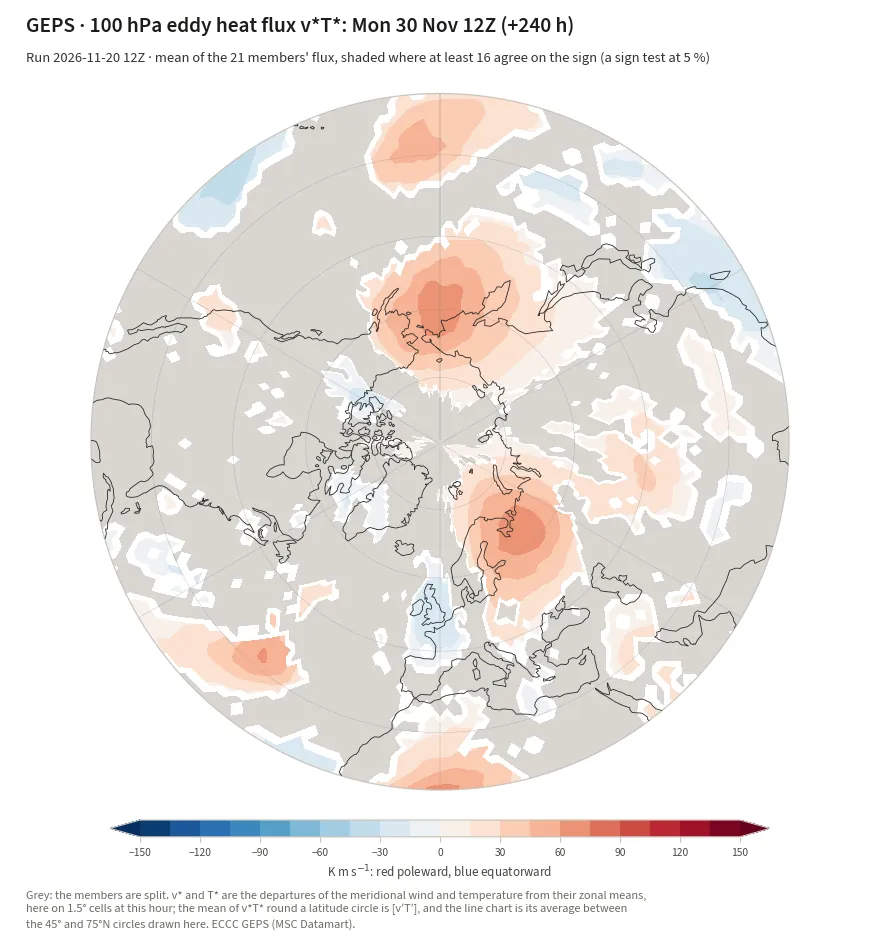 GEPS · 100 hPa eddy heat flux v*T*: Mon 30 Nov 12Z (+240 h)
Run 2026-11-20 12Z · mean of the 21 members' flux, shaded where at least 16 agree on the sign (a sign test at 5 %)
−150 −120 −90 −60 −30 0 30 60 90 120 150
K m s⁻¹: red poleward, blue equatorward
Grey: the members are split. v* and T* are the departures of the meridional wind and temperature from their zonal means,
here on 1.5° cells at this hour; the mean of v*T* round a latitude circle is [v'T'], and the line chart is its average between
the 45° and 75°N circles drawn here. ECCC GEPS (MSC Datamart).